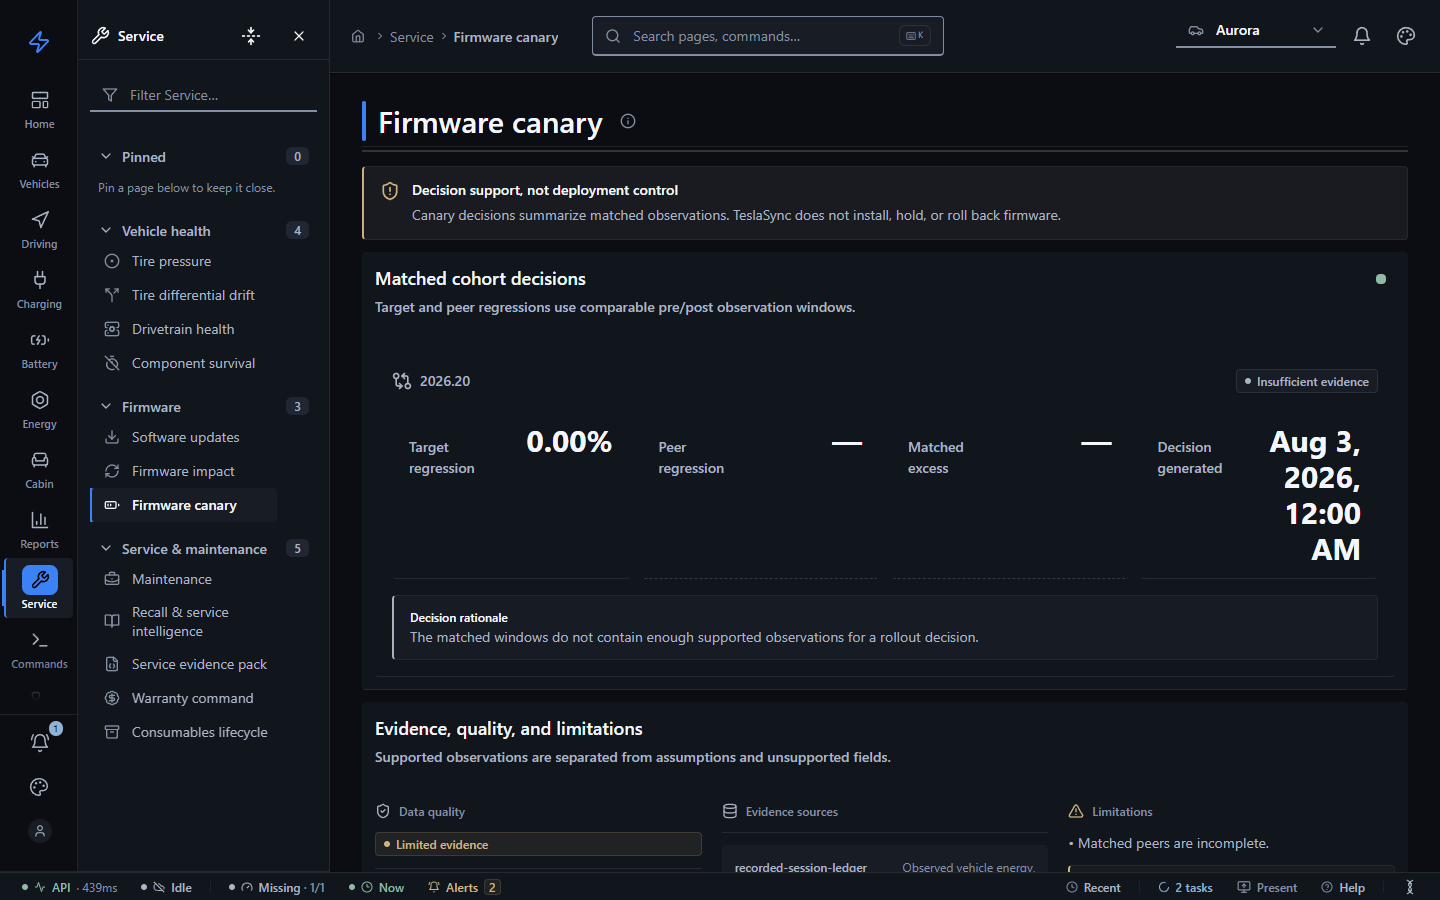 Home
Vehicles
Driving
Charging
Battery
Energy
Cabin
Reports
Service
Commands
1
Service
Filter Service...
Pinned 0
Pin a page below to keep it close.
Vehicle health 4
Tire pressure
Tire differential drift
Drivetrain health
Component survival
Firmware 3
Software updates
Firmware impact
Firmware canary
Service & maintenance 5
Maintenance
Recall & service
intelligence
Service evidence pack
Warranty command
Consumables lifecycle
Service Firmware canary
Search pages, commands... K
Aurora
Firmware canary
Decision support, not deployment control
Canary decisions summarize matched observations. TeslaSync does not install, hold, or roll back firmware.
Matched cohort decisions
Target and peer regressions use comparable pre/post observation windows.
2026.20
Insufficient evidence
Target
regression
0.00%
Peer
regression
—
Matched
excess
—
Decision
generated
Aug 3,
2026,
12:00
AM
Decision rationale
The matched windows do not contain enough supported observations for a rollout decision.
Evidence, quality, and limitations
Supported observations are separated from assumptions and unsupported fields.
Data quality
Limited evidence
Evidence sources
recorded-session-ledger Observed vehicle energy,
Limitations
• Matched peers are incomplete.
API · 439ms Idle Missing · 1/1 Now Alerts 2 Recent 2 tasks Present Help